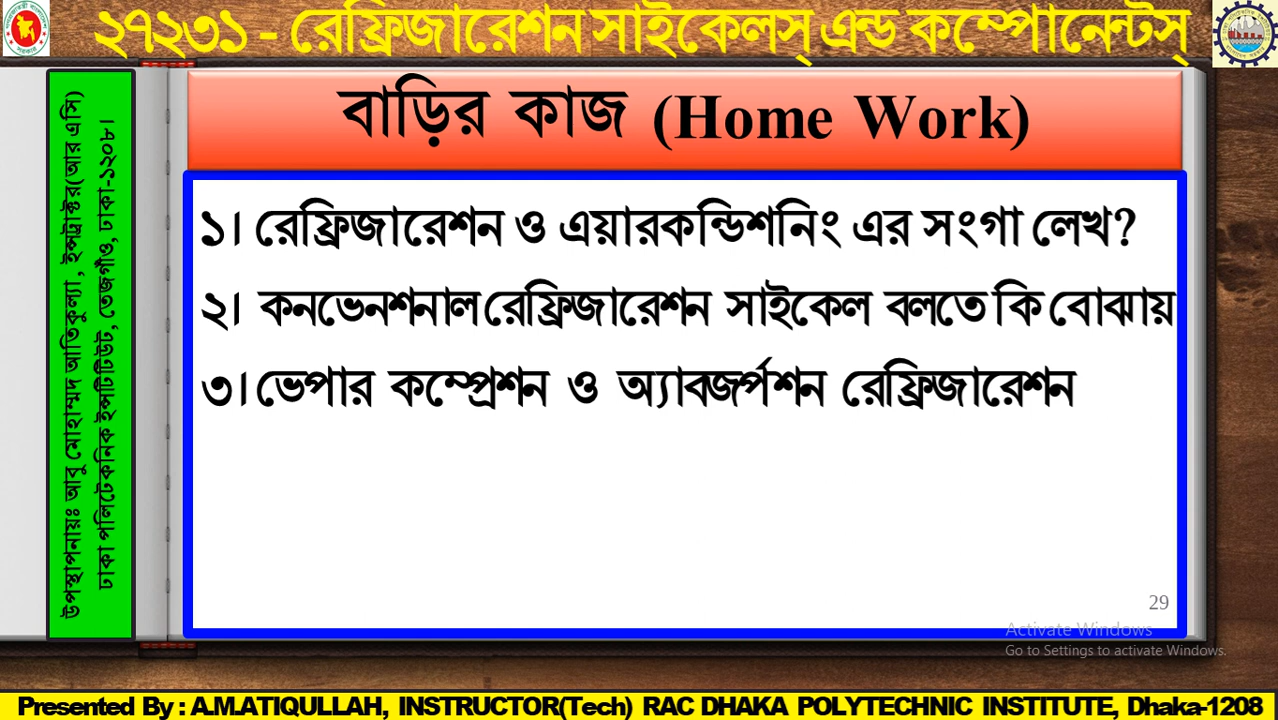 ২৭২৩১ - রেফ্রিজারেশন সাইকেলস্ এন্ড কম্পোনেন্টস্
উপস্থাপনায়ঃ আবু মোহাম্মদ আতিকুল্যা, ইন্সট্রাক্টর(আর এসি)
ঢাকা পলিটেকনিক ইন্সটিটিউট, তেজগাঁও, ঢাকা-১২০৮।
বাড়ির কাজ (Home Work)
১। রেফ্রিজারেশন ও এয়ারকন্ডিশনিং এর সংগা লেখ?
২। কনভেনশনাল রেফ্রিজারেশন সাইকেল বলতে কি বোঝায়
৩। ভেপার কম্প্রেশন ও অ্যাবজর্পশন রেফ্রিজারেশন
29
Activate Windows
Go to Settings to activate Windows.
Presented By : A.M.ATIQULLAH, INSTRUCTOR(Tech) RAC DHAKA POLYTECHNIC INSTITUTE, Dhaka-1208